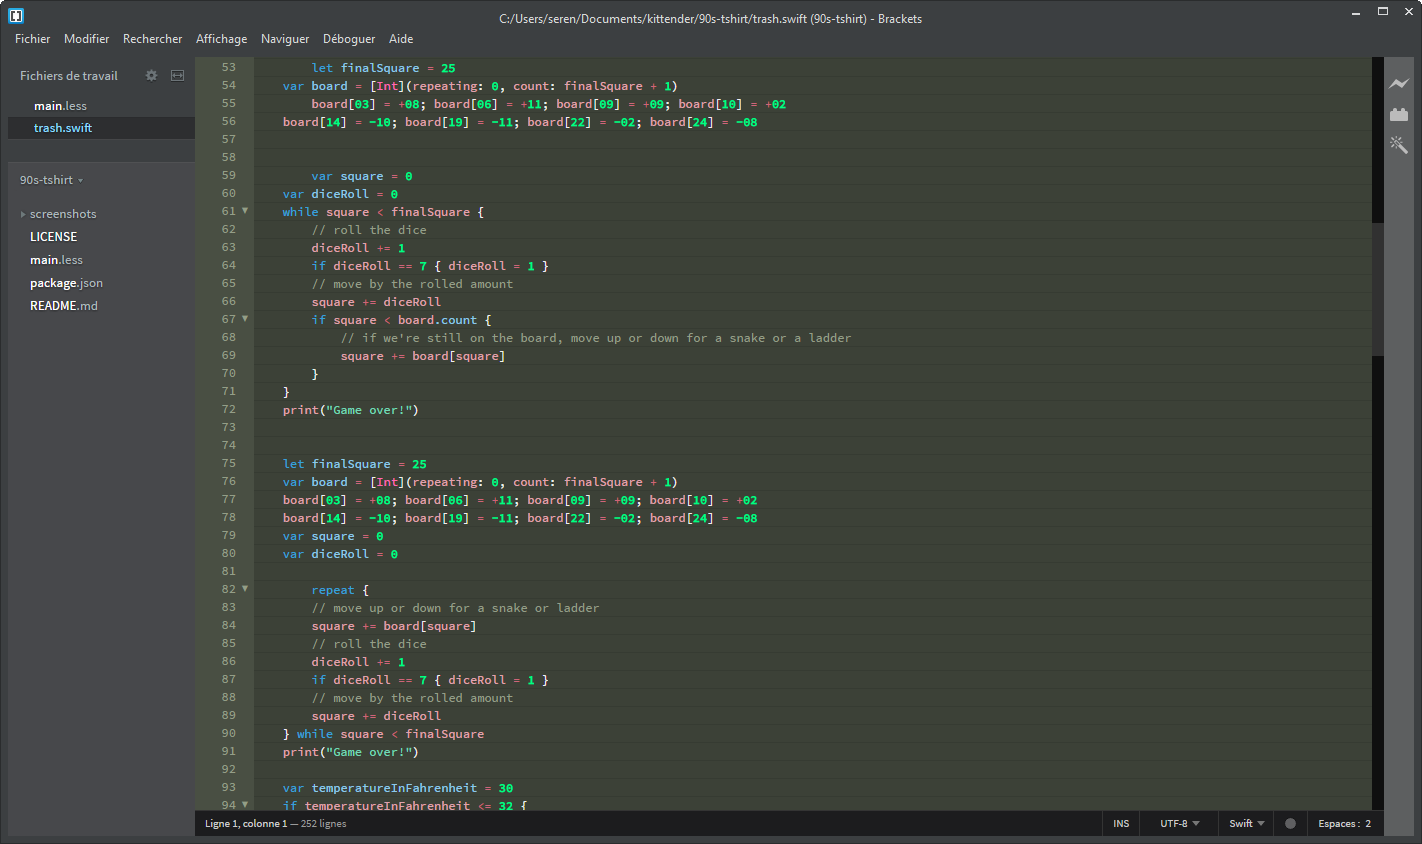 C:/Users/seren/Documents/kittender/90s-tshirt/trash.swift (90s-tshirt) - Brackets
Fichier Modifier Rechercher Affichage Naviguer Déboguer Aide
Fichiers de travail
main.less
trash.swift
90s-tshirt
screenshots
LICENSE
main.less
package.json
README.md
53 let finalSquare = 25
54 var board = [Int](repeating: 0, count: finalSquare + 1)
55 board[03] = +08; board[06] = +11; board[09] = +09; board[10] = +02
56 board[14] = -10; board[19] = -11; board[22] = -02; board[24] = -08
57
58
59 var square = 0
60 var diceRoll = 0
61 while square < finalSquare {
62 // roll the dice
63 diceRoll += 1
64 if diceRoll == 7 { diceRoll = 1 }
65 // move by the rolled amount
66 square += diceRoll
67 if square < board.count {
68 // if we're still on the board, move up or down for a snake or a ladder
69 square += board[square]
70 }
71 }
72 print("Game over!")
73
74
75 let finalSquare = 25
76 var board = [Int](repeating: 0, count: finalSquare + 1)
77 board[03] = +08; board[06] = +11; board[09] = +09; board[10] = +02
78 board[14] = -10; board[19] = -11; board[22] = -02; board[24] = -08
79 var square = 0
80 var diceRoll = 0
81
82 repeat {
83 // move up or down for a snake or ladder
84 square += board[square]
85 // roll the dice
86 diceRoll += 1
87 if diceRoll == 7 { diceRoll = 1 }
88 // move by the rolled amount
89 square += diceRoll
90 } while square < finalSquare
91 print("Game over!")
92
93 var temperatureInFahrenheit = 30
94 if temperatureInFahrenheit <= 32 {
Ligne 1, colonne 1 — 252 lignes INS UTF-8 Swift Espaces : 2